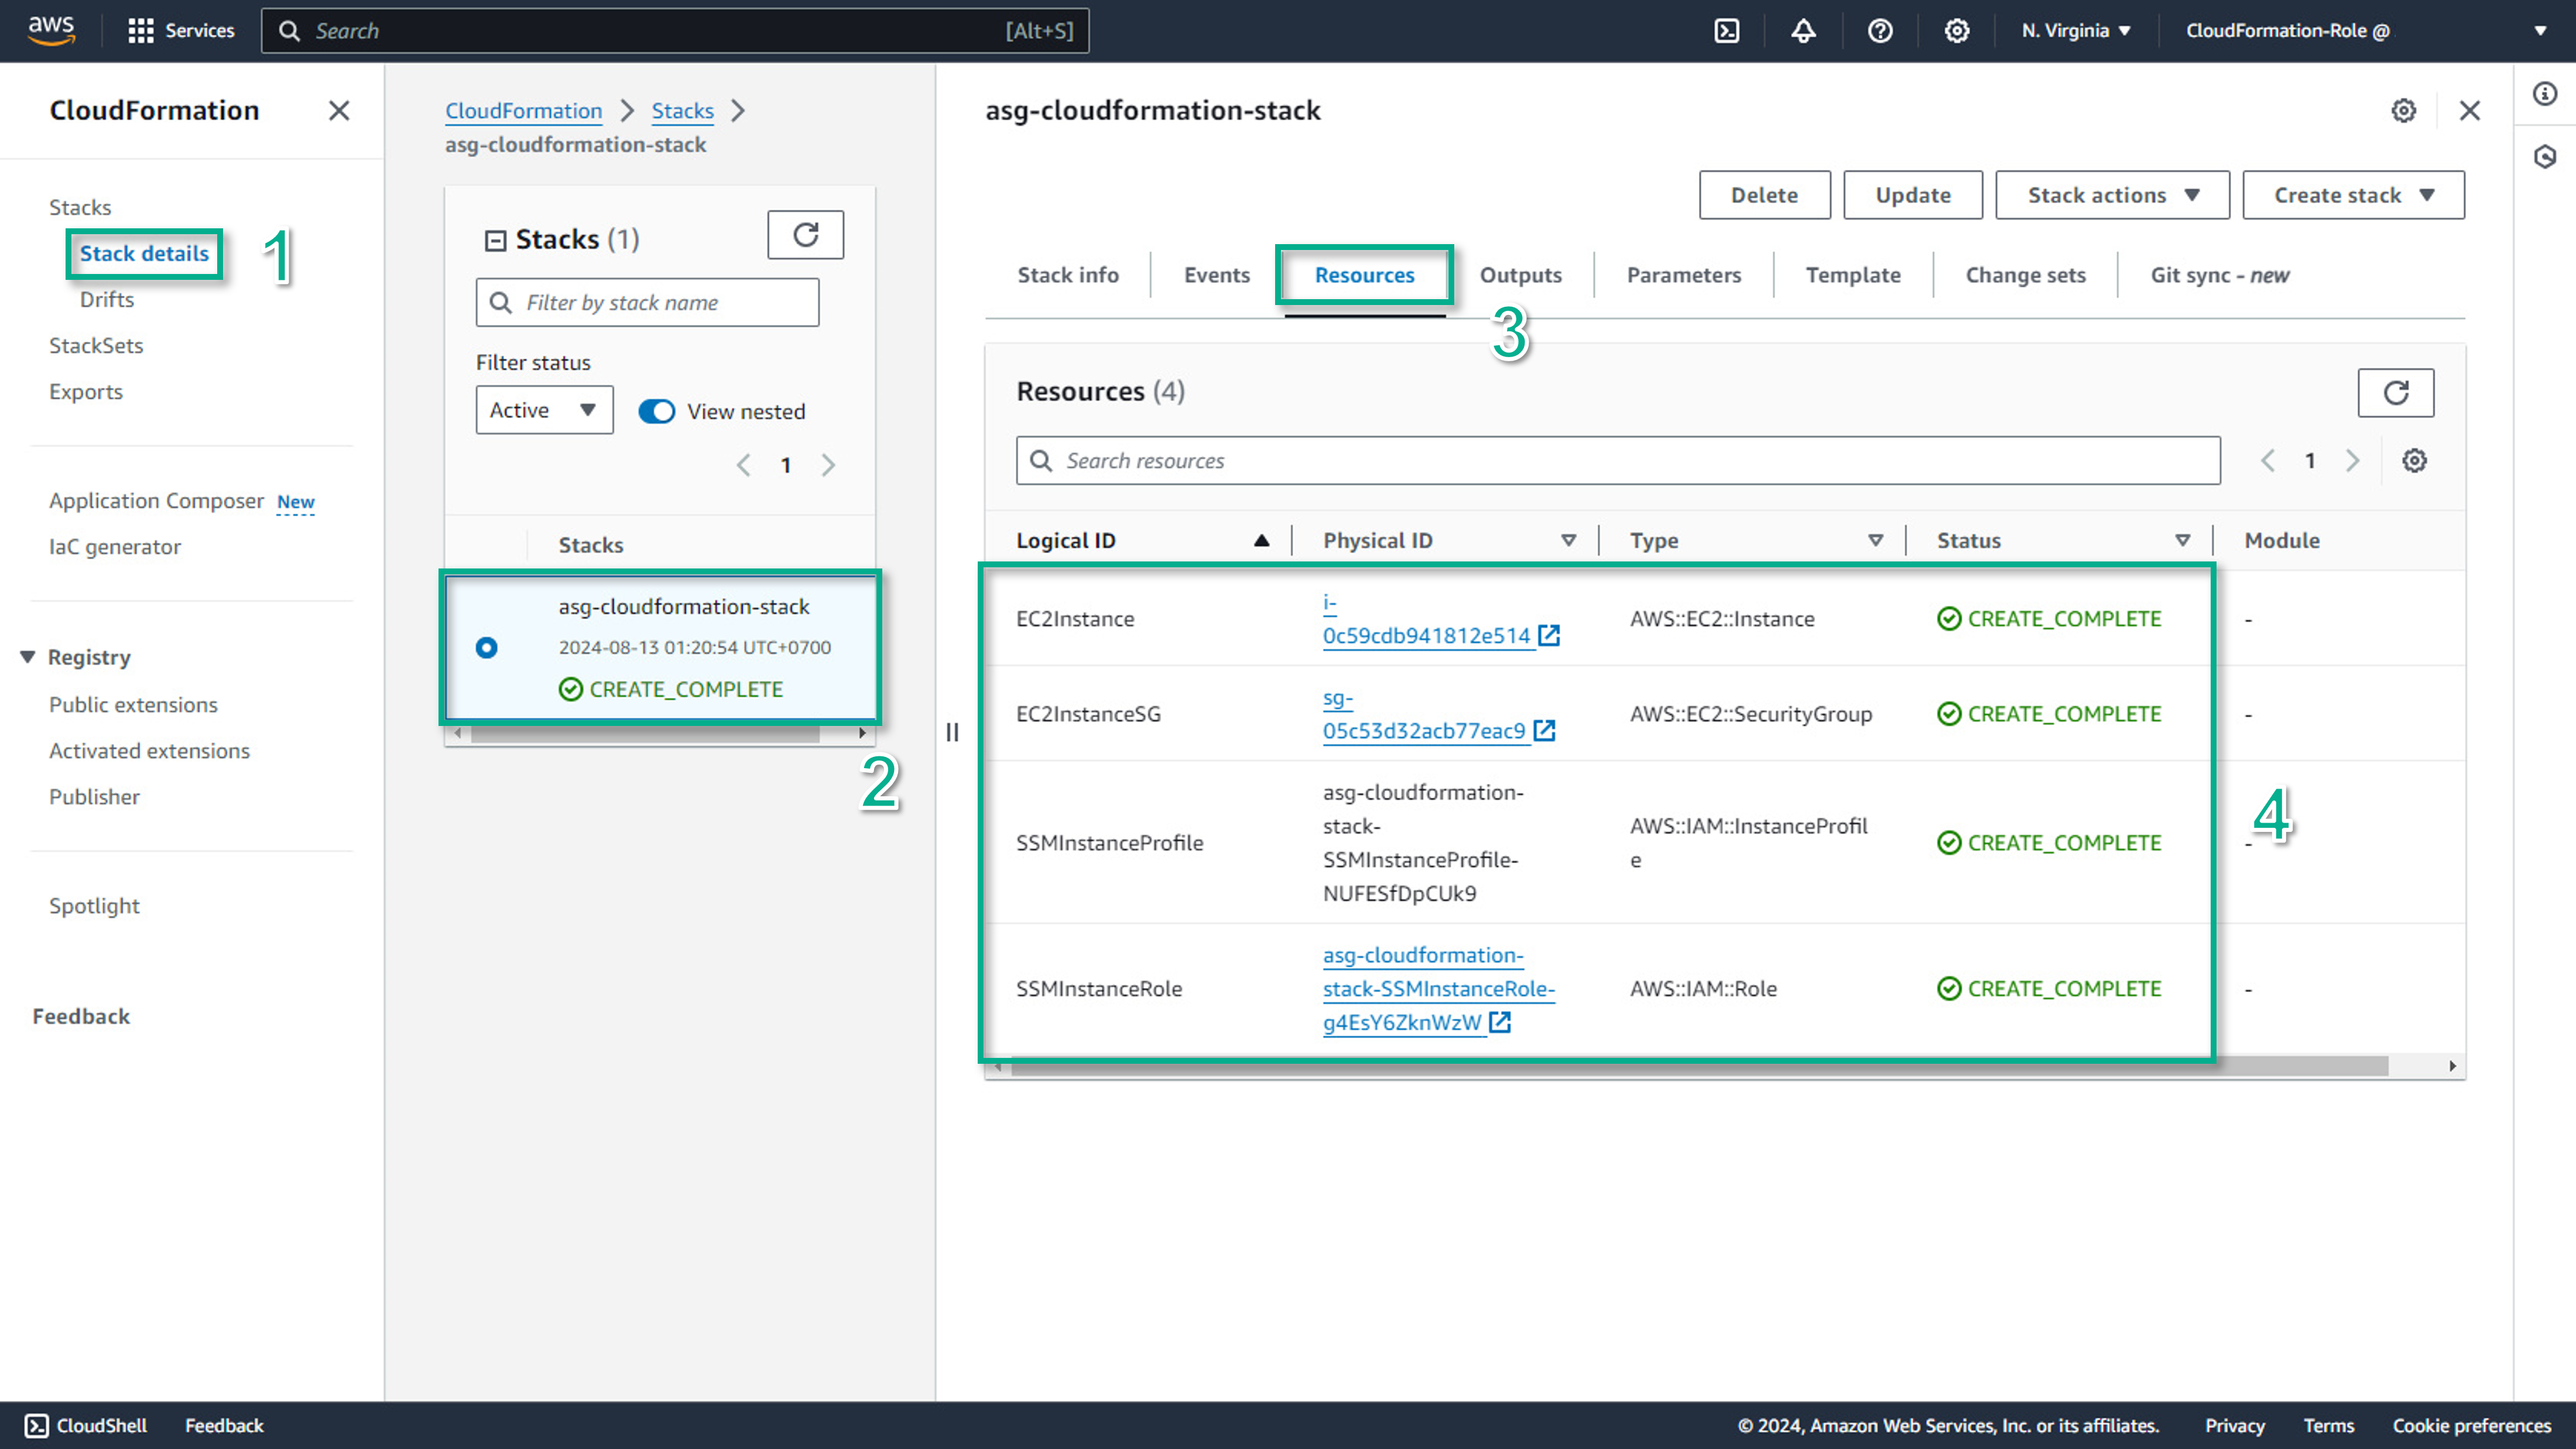 aws
Services
Search
[Alt+S]
N. Virginia
CloudFormation-Role @
CloudFormation
Stacks
Stack details
1
Drifts
StackSets
Exports
Application Composer New
IaC generator
Registry
Public extensions
Activated extensions
Publisher
Spotlight
Feedback
CloudFormation
Stacks
asg-cloudformation-stack
Stacks (1)
Filter by stack name
Filter status
Active
View nested
1
Stacks
asg-cloudformation-stack
2024-08-13 01:20:54 UTC+0700
CREATE_COMPLETE
2
asg-cloudformation-stack
Delete
Update
Stack actions
Create stack
Stack info
Events
Resources
Outputs
Parameters
Template
Change sets
Git sync - new
3
Resources (4)
Search resources
1
Logical ID
Physical ID
Type
Status
Module
EC2Instance
i-
0c59cdb941812e514
AWS::EC2::Instance
CREATE_COMPLETE
-
EC2InstanceSG
sg-
05c53d32acb77eac9
AWS::EC2::SecurityGroup
CREATE_COMPLETE
-
SSMInstanceProfile
asg-cloudformation-
stack-
SSMInstanceProfile-
NUFESfDpCUk9
AWS::IAM::InstanceProfil
e
CREATE_COMPLETE
-
4
SSMInstanceRole
asg-cloudformation-
stack-SSMInstanceRole-
g4EsY6ZknWzW
AWS::IAM::Role
CREATE_COMPLETE
-
CloudShell
Feedback
© 2024, Amazon Web Services, Inc. or its affiliates.
Privacy
Terms
Cookie preferences